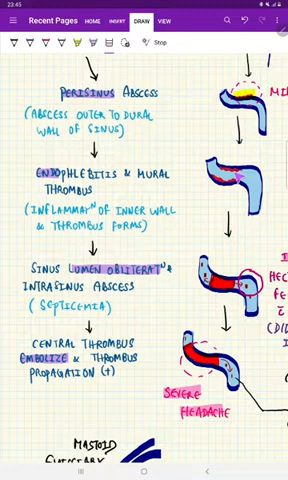 23:45
Recent Pages
HOME
INSERT
DRAW
VIEW
Stop
PERISINUS ABSCESS
(ABSCESS OUTER TO DURAL
WALL OF SINUS)
ENDOPHLEBITIS & MURAL
THROMBUS
(INFLAMMATᴺ OF INNER WALL
& THROMBUS FORMS)
SINUS LUMEN OBLITERATᴺ &
INTRASINUS ABSCESS
(SEPTICEMIA)
CENTRAL THROMBUS
EMBOLIZE & THROMBUS
PROPAGATION (+)
SEVERE
HEADACHE
MASTOID